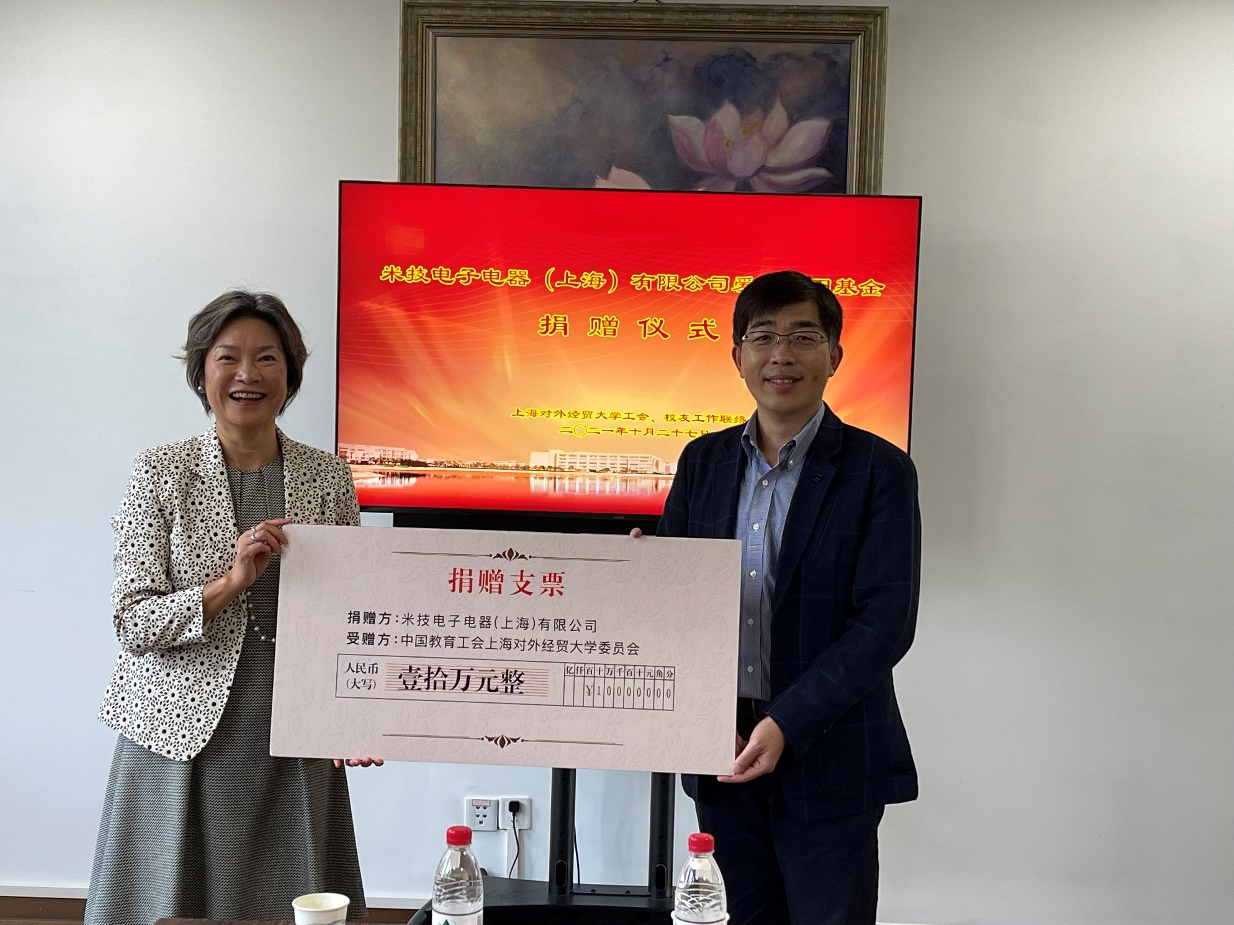 米技电子电器（上海）有限公司爱 基金
捐赠仪式
上海对外经贸大学工会、校友工作联络
二〇二一年十月二十七日
捐赠支票
捐赠方：米技电子电器(上海)有限公司
受赠方：中国教育工会上海对外经贸大学委员会
人民币
(大写)
壹拾万元整
亿仟百十万千百十元角分
¥10000000